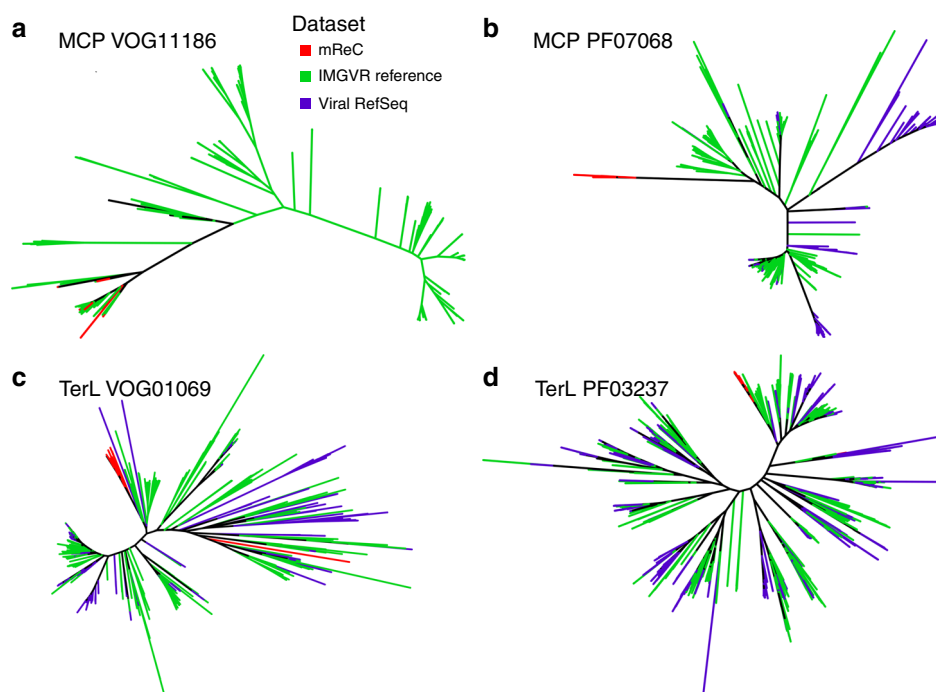 a MCP VOG11186
Dataset
mReC
IMGVR reference
Viral RefSeq
b MCP PF07068
c TerL VOG01069
d TerL PF03237